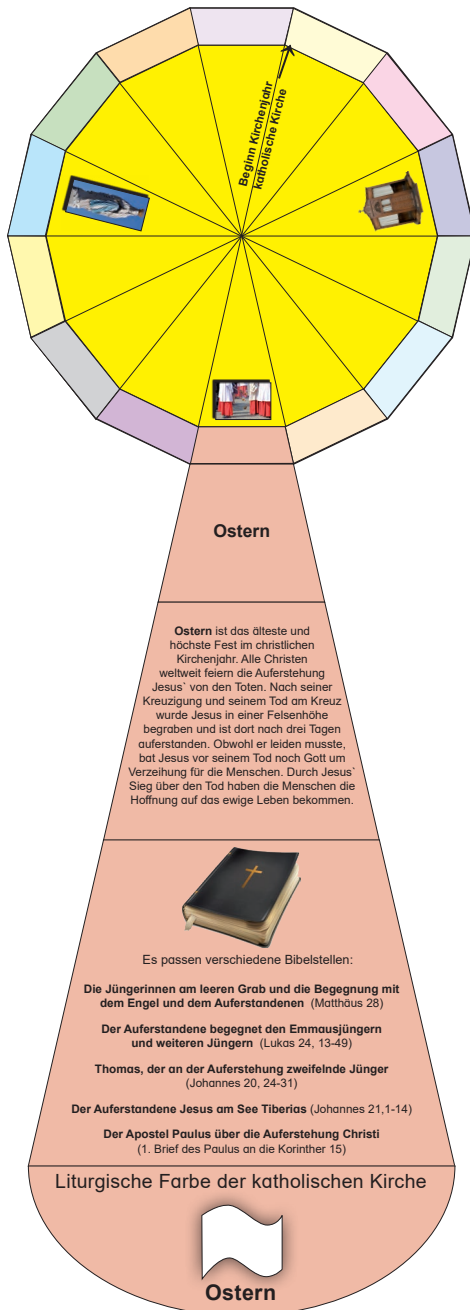 Beginn Kirchenjahr
katholische Kirche
Ostern
Ostern ist das älteste und
höchste Fest im christlichen
Kirchenjahr. Alle Christen
weltweit feiern die Auferstehung
Jesus` von den Toten. Nach seiner
Kreuzigung und seinem Tod am Kreuz
wurde Jesus in einer Felsenhöhe
begraben und ist dort nach drei Tagen
auferstanden. Obwohl er leiden musste,
bat Jesus vor seinem Tod noch Gott um
Verzeihung für die Menschen. Durch Jesus`
Sieg über den Tod haben die Menschen die
Hoffnung auf das ewige Leben bekommen.
Es passen verschiedene Bibelstellen:
Die Jüngerinnen am leeren Grab und die Begegnung mit
dem Engel und dem Auferstandenen (Matthäus 28)
Der Auferstandene begegnet den Emmausjüngern
und weiteren Jüngern (Lukas 24, 13-49)
Thomas, der an der Auferstehung zweifelnde Jünger
(Johannes 20, 24-31)
Der Auferstandene Jesus am See Tiberias (Johannes 21,1-14)
Der Apostel Paulus über die Auferstehung Christi
(1. Brief des Paulus an die Korinther 15)
Liturgische Farbe der katholischen Kirche
Ostern